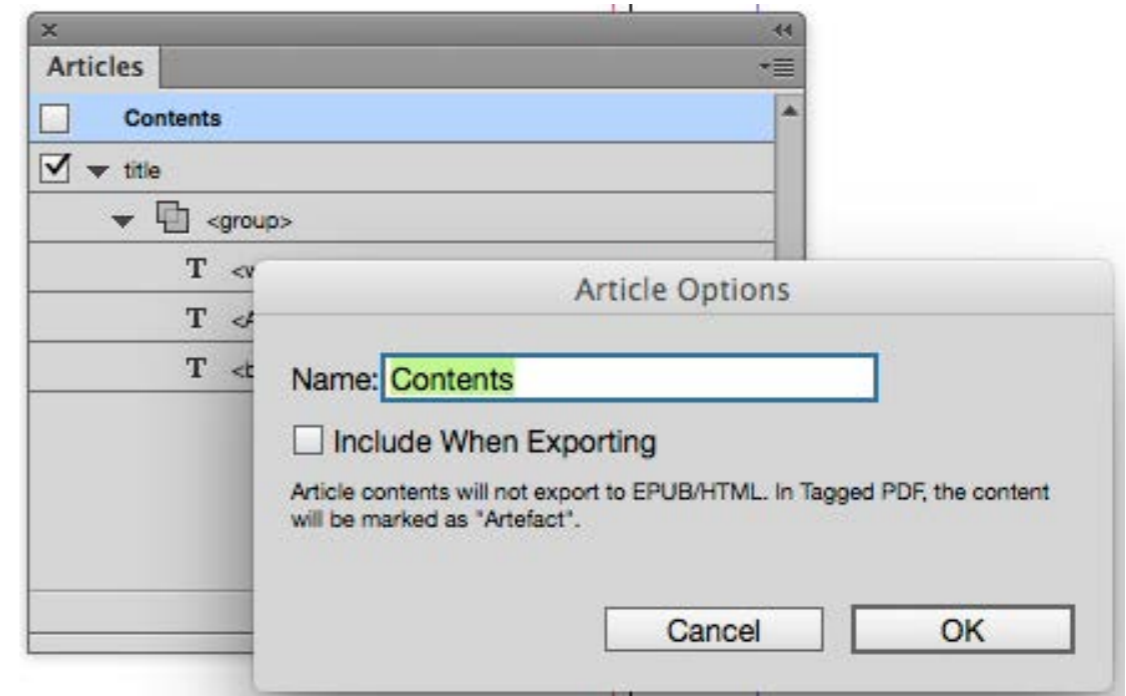 Articles
Contents
title
<group>
T
T
T
Article Options
Name: Contents
Include When Exporting
Article contents will not export to EPUB/HTML. In Tagged PDF, the content
will be marked as "Artefact".
Cancel
OK